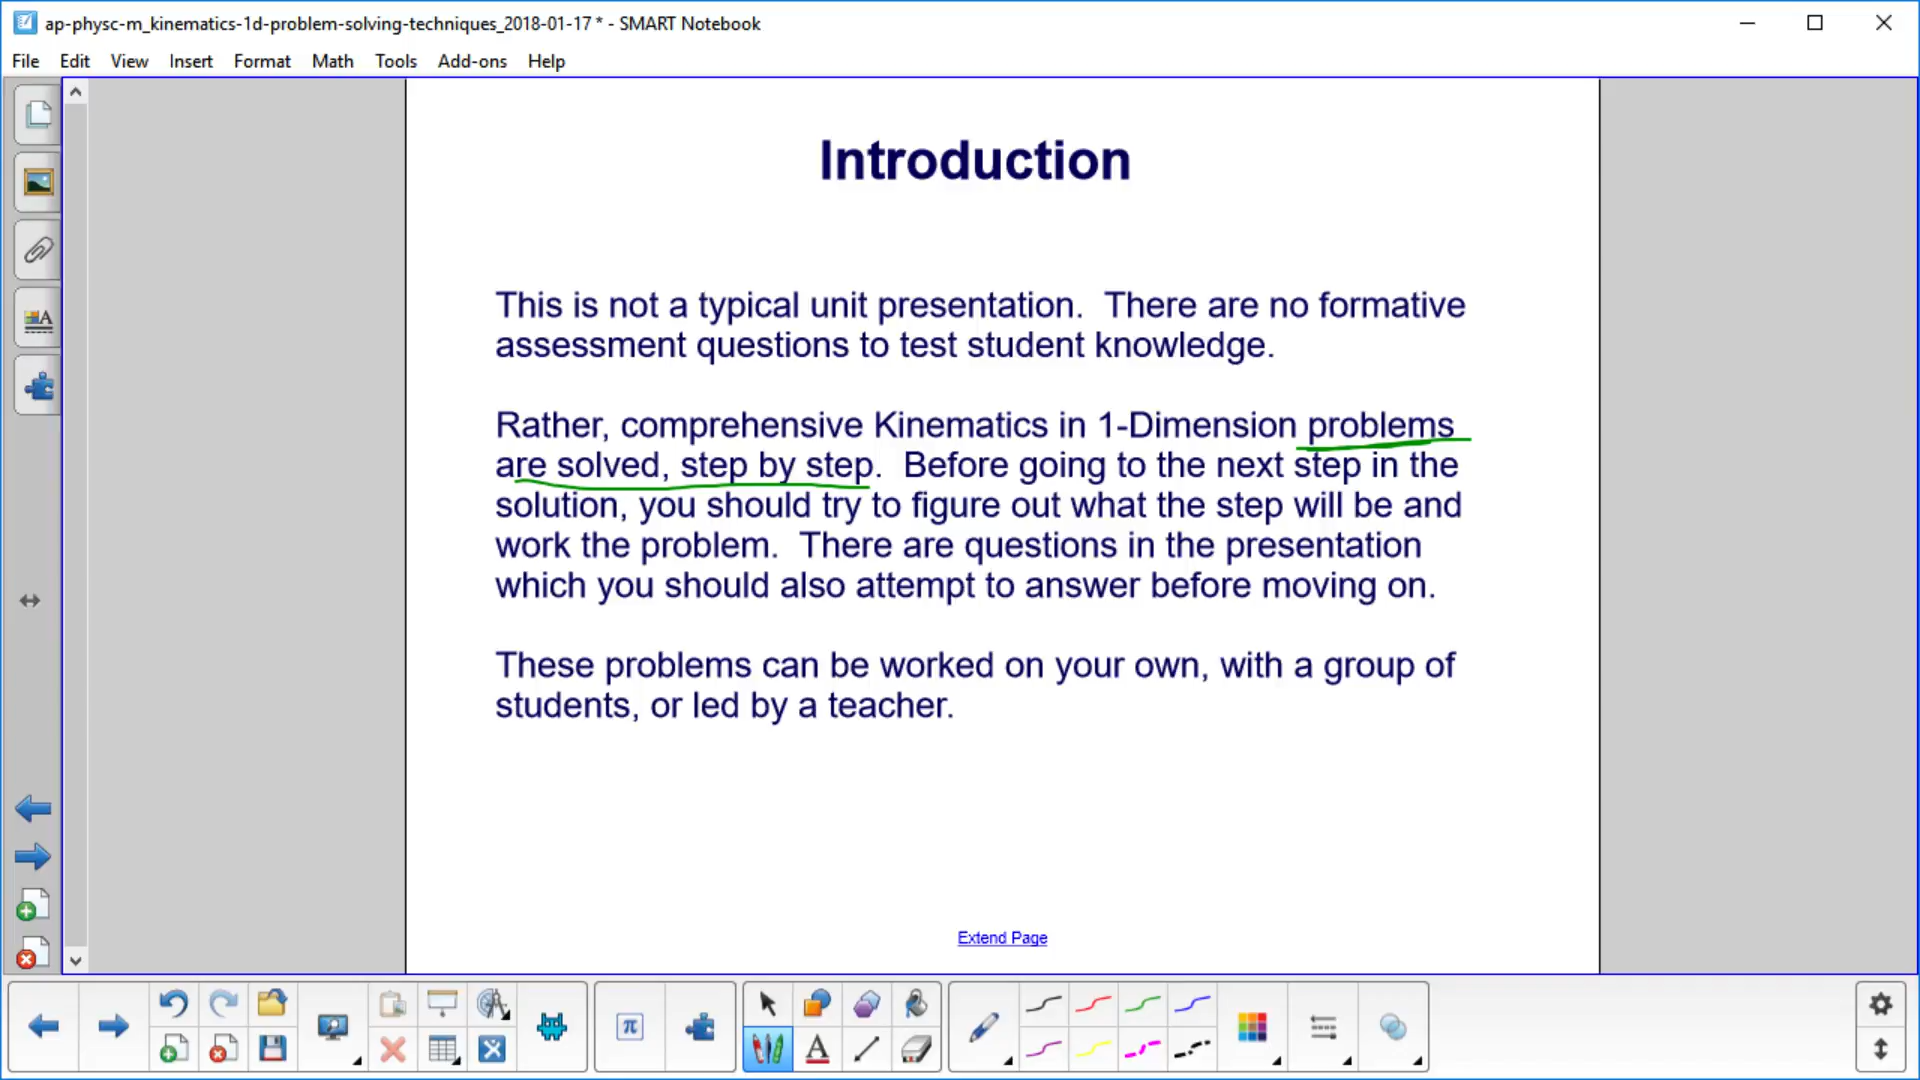 ap-physc-m_kinematics-1d-problem-solving-techniques_2018-01-17 * - SMART Notebook
File Edit View Insert Format Math Tools Add-ons Help
Introduction
This is not a typical unit presentation. There are no formative
assessment questions to test student knowledge.
Rather, comprehensive Kinematics in 1-Dimension problems
are solved, step by step. Before going to the next step in the
solution, you should try to figure out what the step will be and
work the problem. There are questions in the presentation
which you should also attempt to answer before moving on.
These problems can be worked on your own, with a group of
students, or led by a teacher.
Extend Page
π
A